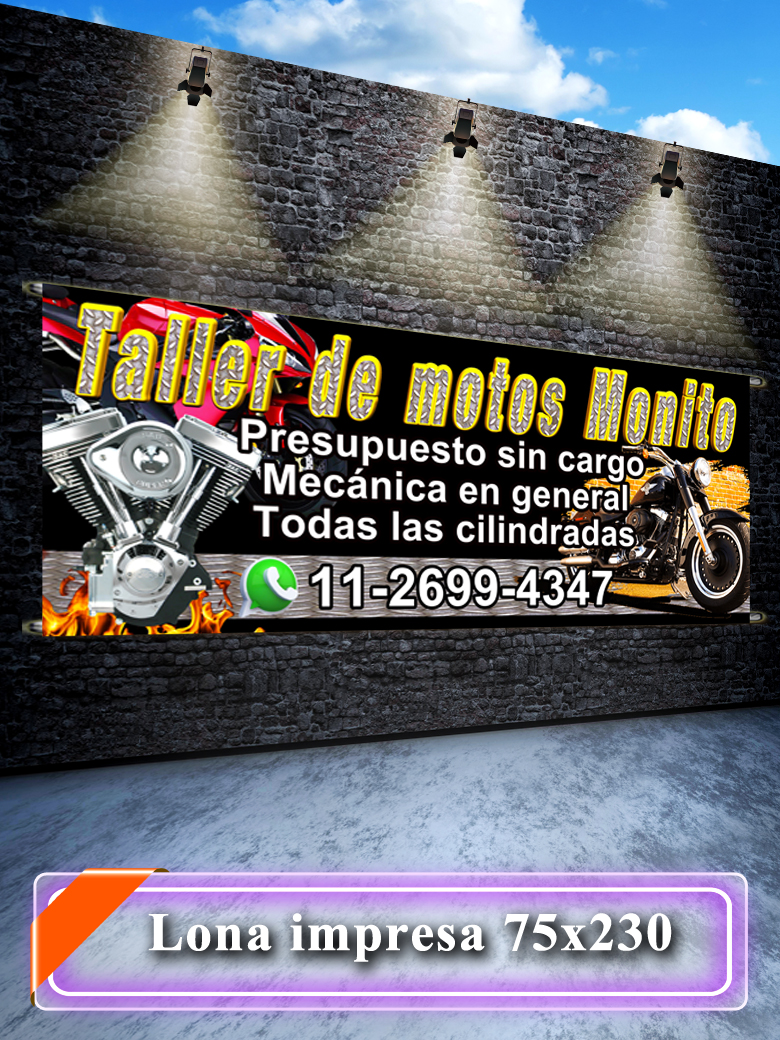 Taller de motos Monito
Presupuesto sin cargo
Mecánica en general
Todas las cilindradas
11-2699-4347
Lona impresa 75x230